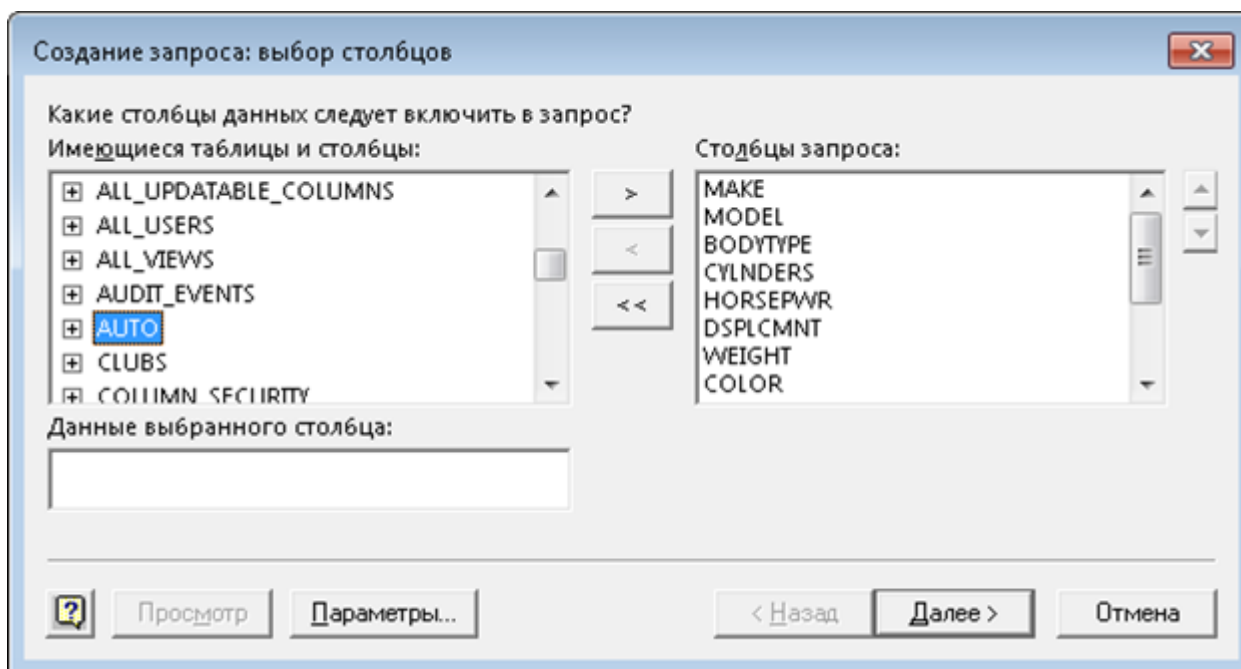 Создание запроса: выбор столбцов
Какие столбцы данных следует включить в запрос?
Имеющиеся таблицы и столбцы:
ALL_UPDATABLE_COLUMNS
ALL_USERS
ALL_VIEWS
AUDIT_EVENTS
AUTO
CLUBS
COLUMN_SECURITY
>
<
<<
Столбцы запроса:
MAKE
MODEL
BODYTYPE
CYLNDERS
HORSEPWR
DSPLCMNT
WEIGHT
COLOR
Данные выбранного столбца:
Просмотр
Параметры...
< Назад
Далее >
Отмена